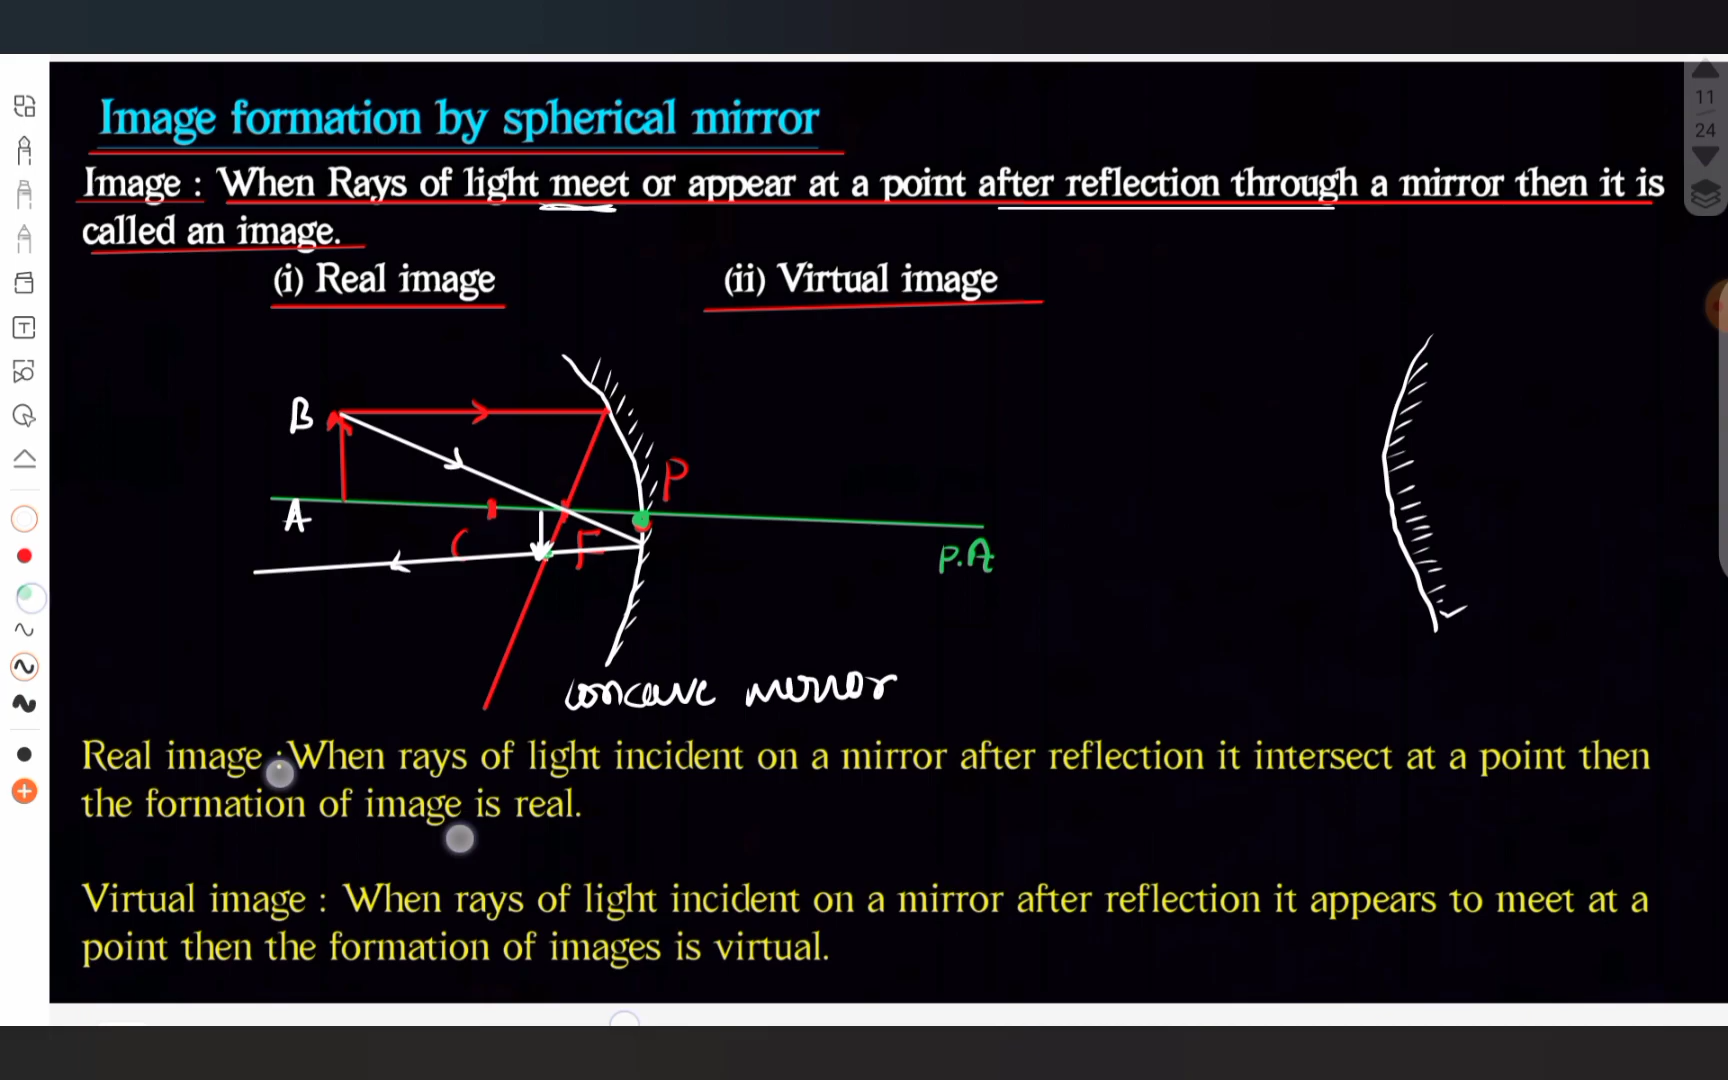 Image formation by spherical mirror
Image : When Rays of light meet or appear at a point after reflection through a mirror then it is
called an image.
(i) Real image (ii) Virtual image
B
P
A
C F
P.A
concave mirror
Real image : When rays of light incident on a mirror after reflection it intersect at a point then
the formation of image is real.
Virtual image : When rays of light incident on a mirror after reflection it appears to meet at a
point then the formation of images is virtual.
11
24
T